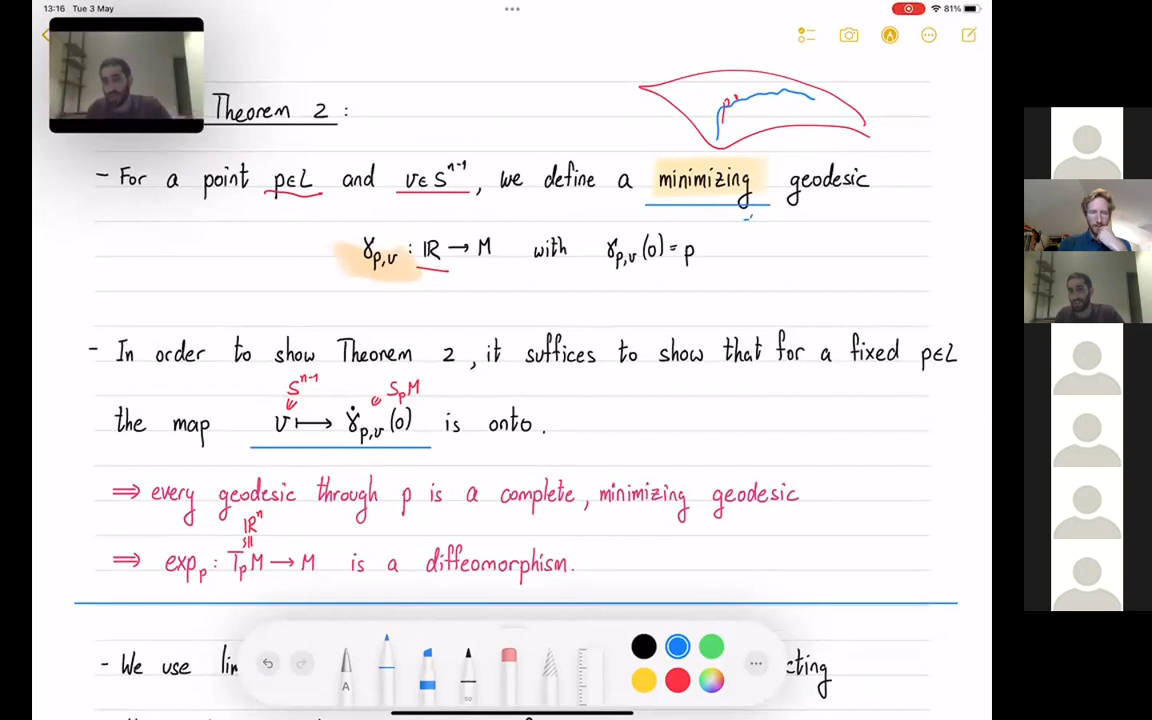 13:16 Tue 3 May
81%
Theorem 2 :
p
- For a point p∈L and v∈S^{n-1}, we define a minimizing geodesic
γ_{p,v} : ℝ → M with γ_{p,v}(0) = p
- In order to show Theorem 2, it suffices to show that for a fixed p∈L
S^{n-1} S_pM
the map v ⟼ γ̇_{p,v}(0) is onto.
⟹ every geodesic through p is a complete, minimizing geodesic
ℝ^n
⟹ exp_p : T_pM → M is a diffeomorphism.
- We use
A
50